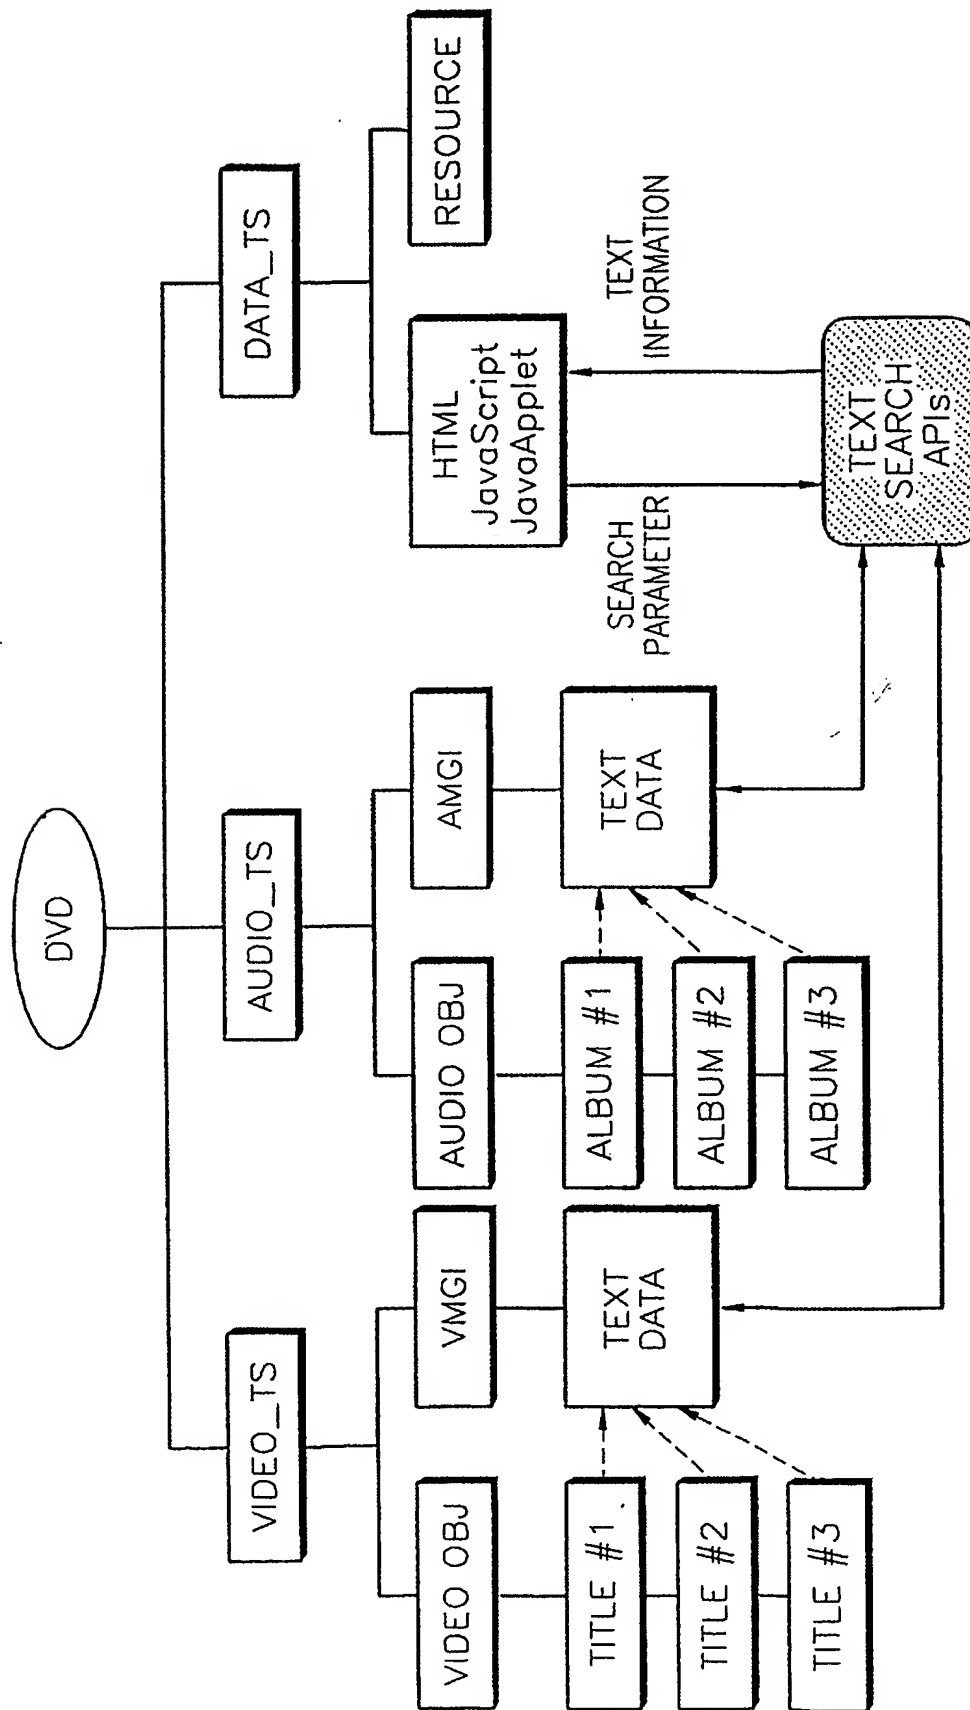 DVD
VIDEO_TS
AUDIO_TS
DATA_TS
VIDEO OBJ
VMGI
AUDIO OBJ
AMGI
HTML
JavaScript
JavaApplet
RESOURCE
TITLE #1
TITLE #2
TITLE #3
TEXT
DATA
ALBUM #1
ALBUM #2
ALBUM #3
TEXT
DATA
SEARCH
PARAMETER
TEXT
INFORMATION
TEXT
SEARCH
APIs